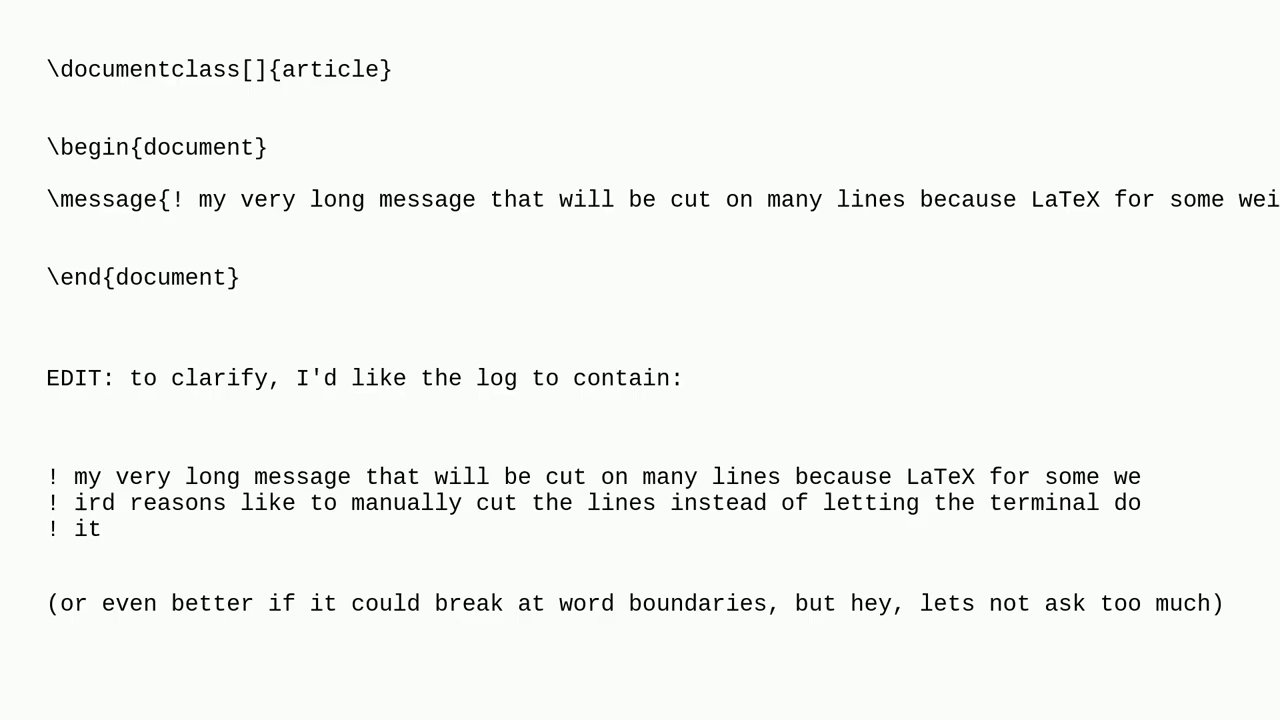 \documentclass[]{article}
\begin{document}
\message{! my very long message that will be cut on many lines because LaTeX for some wei
\end{document}
EDIT: to clarify, I'd like the log to contain:
! my very long message that will be cut on many lines because LaTeX for some we
! ird reasons like to manually cut the lines instead of letting the terminal do
! it
(or even better if it could break at word boundaries, but hey, lets not ask too much)